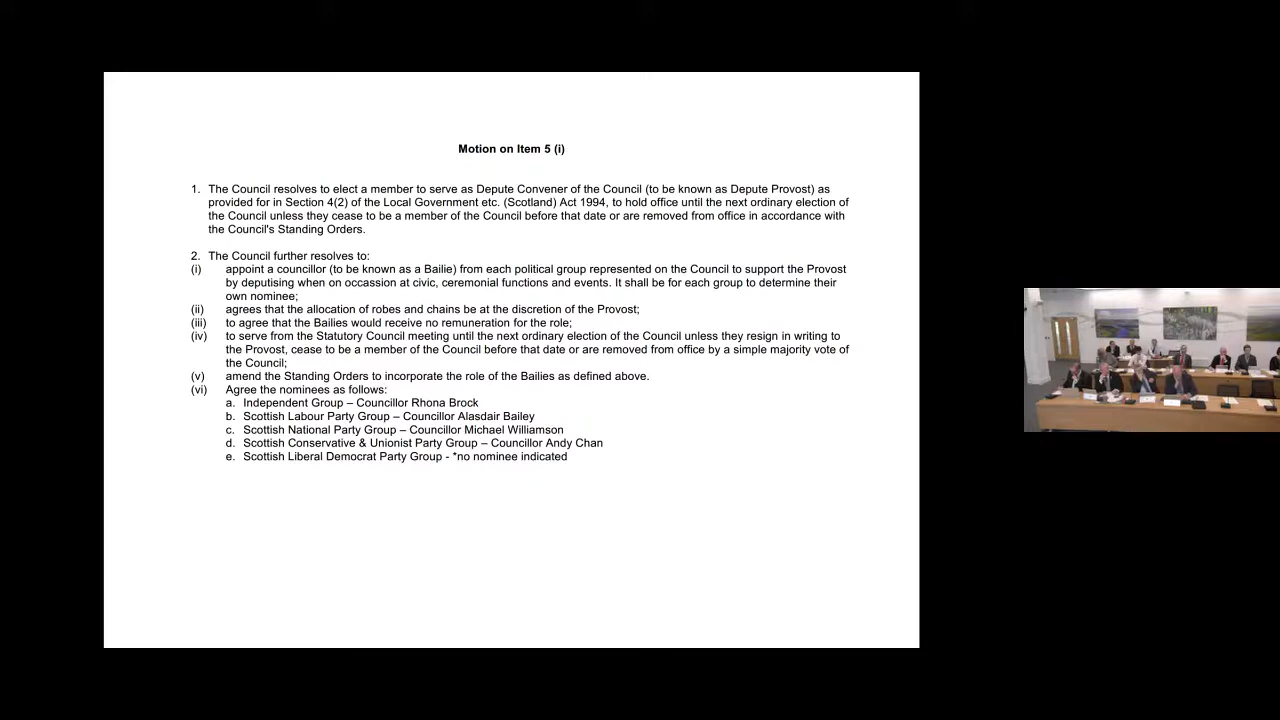 Motion on Item 5 (i)
1. The Council resolves to elect a member to serve as Depute Convener of the Council (to be known as Depute Provost) as
provided for in Section 4(2) of the Local Government etc. (Scotland) Act 1994, to hold office until the next ordinary election of
the Council unless they cease to be a member of the Council before that date or are removed from office in accordance with
the Council's Standing Orders.
2. The Council further resolves to:
(i) appoint a councillor (to be known as a Bailie) from each political group represented on the Council to support the Provost
by deputising when on occassion at civic, ceremonial functions and events. It shall be for each group to determine their
own nominee;
(ii) agrees that the allocation of robes and chains be at the discretion of the Provost;
(iii) to agree that the Bailies would receive no remuneration for the role;
(iv) to serve from the Statutory Council meeting until the next ordinary election of the Council unless they resign in writing to
the Provost, cease to be a member of the Council before that date or are removed from office by a simple majority vote of
the Council;
(v) amend the Standing Orders to incorporate the role of the Bailies as defined above.
(vi) Agree the nominees as follows:
a. Independent Group – Councillor Rhona Brock
b. Scottish Labour Party Group – Councillor Alasdair Bailey
c. Scottish National Party Group – Councillor Michael Williamson
d. Scottish Conservative & Unionist Party Group – Councillor Andy Chan
e. Scottish Liberal Democrat Party Group - *no nominee indicated